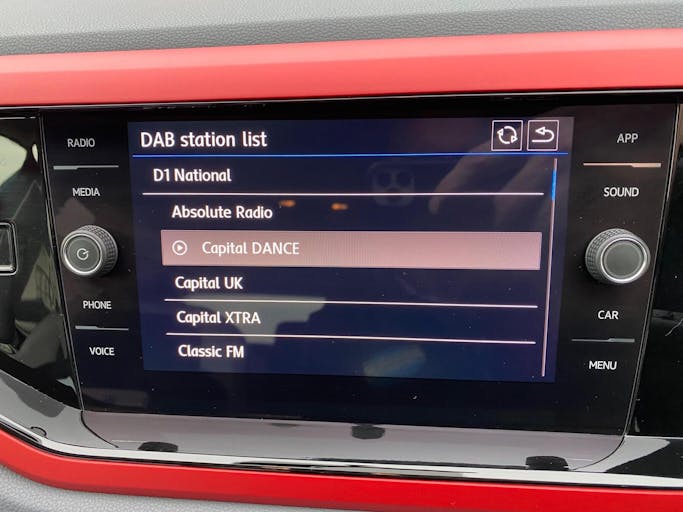 RADIO
MEDIA
PHONE
VOICE
DAB station list
D1 National
Absolute Radio
Capital DANCE
Capital UK
Capital XTRA
Classic FM
APP
SOUND
CAR
MENU